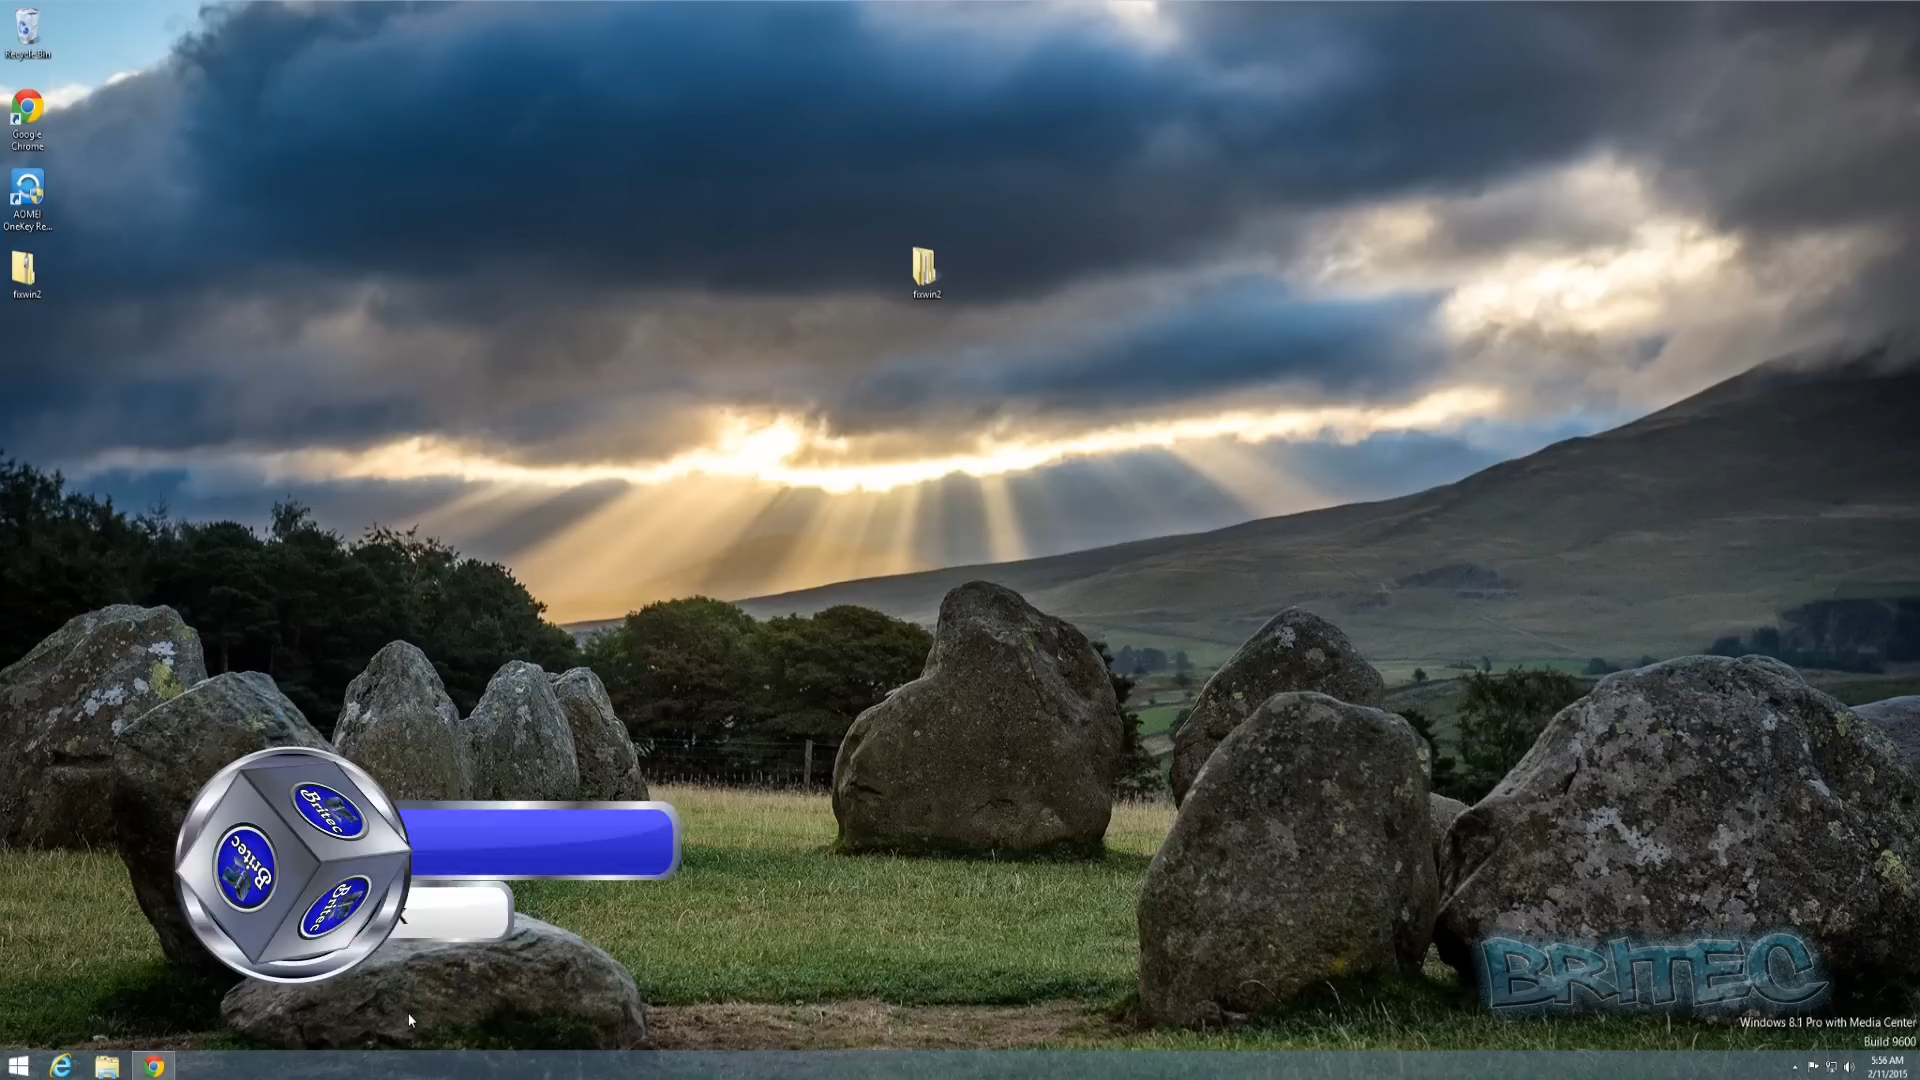 Recycle Bin
Google
Chrome
AOMEI
OneKey Re...
fixwin2
fixwin2
Britec
Britec
Britec
BRITEC
Windows 8.1 Pro with Media Center
Build 9600
5:56 AM
2/11/2015